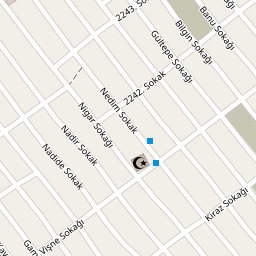 2243. S
Banu Sokağı
Bilgin Sokağı
Gültepe Sokağı
2242. Sokak
Nedim Sokak
Nigar Sokağı
Nadir Sokak
Nadide Sokak
Kiraz Sokağı
Vişne Sokağı
Gam